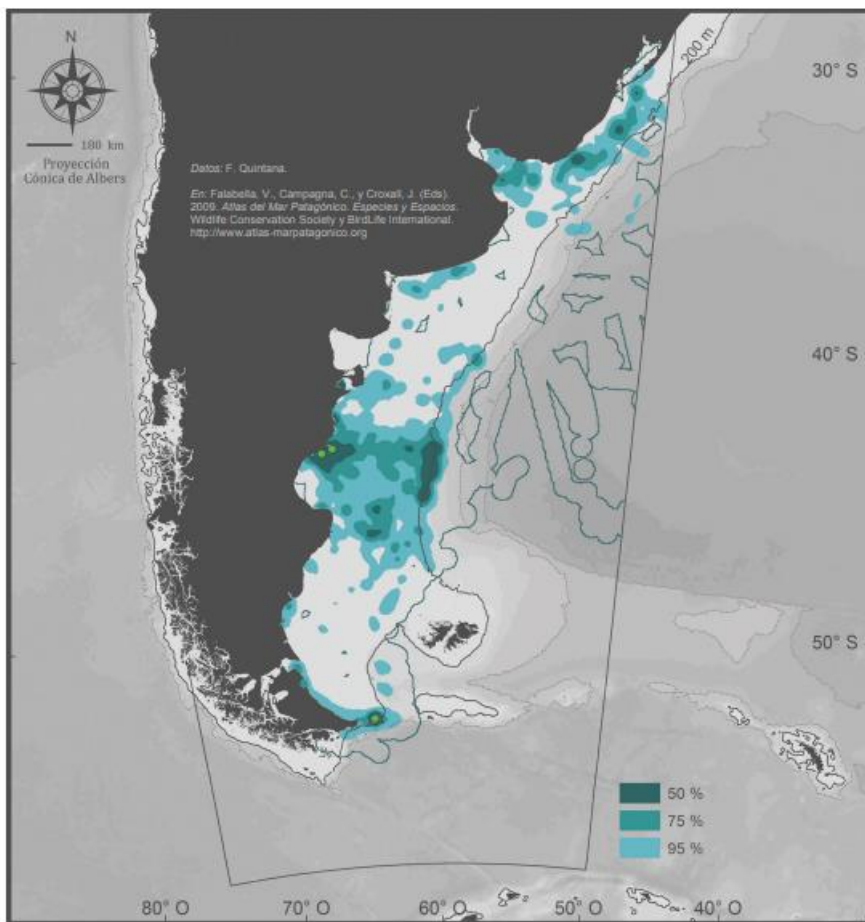 N
180 km
Proyección
Cónica de Albers
Datos: F. Quintana.
En: Falabella, V., Campagna, C., y Croxall, J. (Eds).
2009. Atlas del Mar Patagónico. Especies y Espacios.
Wildlife Conservation Society y BirdLife International.
http://www.atlas-marpatagonico.org
200 m
30° S
40° S
50° S
50 %
75 %
95 %
80° O
70° O
60° O
50° O
40° O